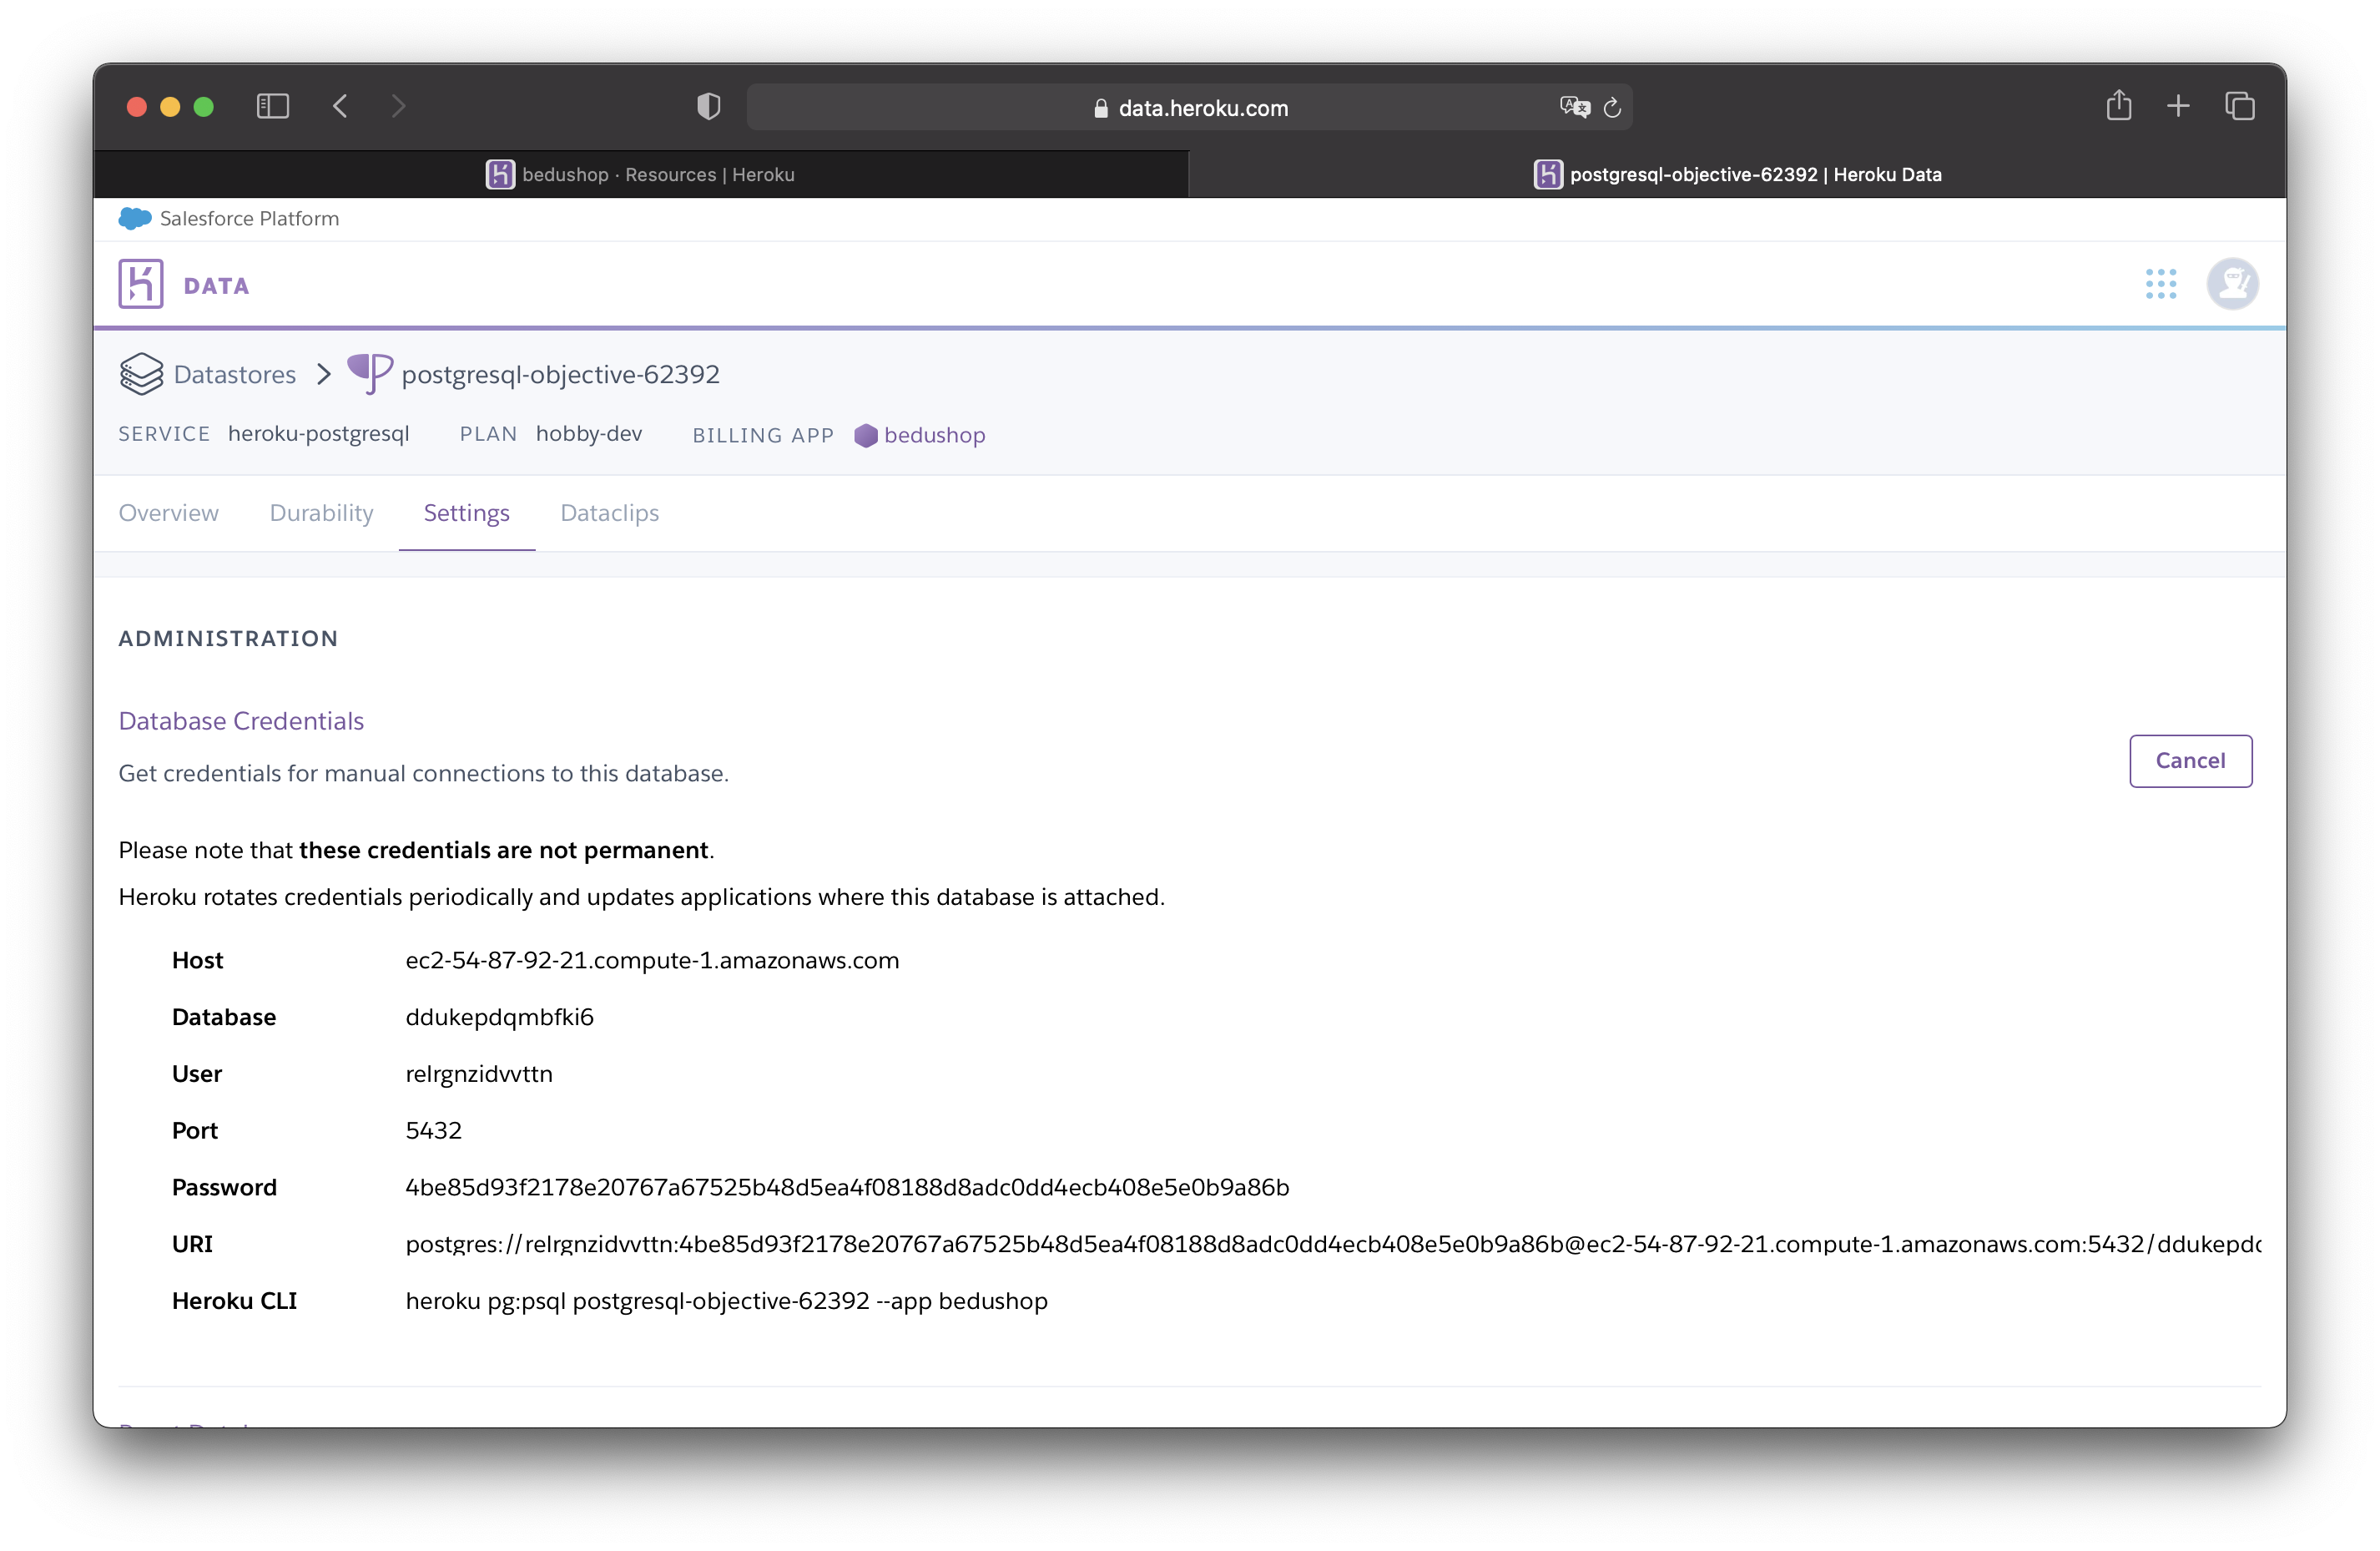 data.heroku.com
bedushop · Resources | Heroku
postgresql-objective-62392 | Heroku Data
Salesforce Platform
DATA
Datastores > postgresql-objective-62392
SERVICE heroku-postgresql PLAN hobby-dev BILLING APP bedushop
Overview Durability Settings Dataclips
ADMINISTRATION
Database Credentials
Get credentials for manual connections to this database.
Cancel
Please note that these credentials are not permanent.
Heroku rotates credentials periodically and updates applications where this database is attached.
Host ec2-54-87-92-21.compute-1.amazonaws.com
Database ddukepdqmbfki6
User relrgnzidvvttn
Port 5432
Password 4be85d93f2178e20767a67525b48d5ea4f08188d8adc0dd4ecb408e5e0b9a86b
URI postgres://relrgnzidvvttn:4be85d93f2178e20767a67525b48d5ea4f08188d8adc0dd4ecb408e5e0b9a86b@ec2-54-87-92-21.compute-1.amazonaws.com:5432/ddukepd
Heroku CLI heroku pg:psql postgresql-objective-62392 --app bedushop